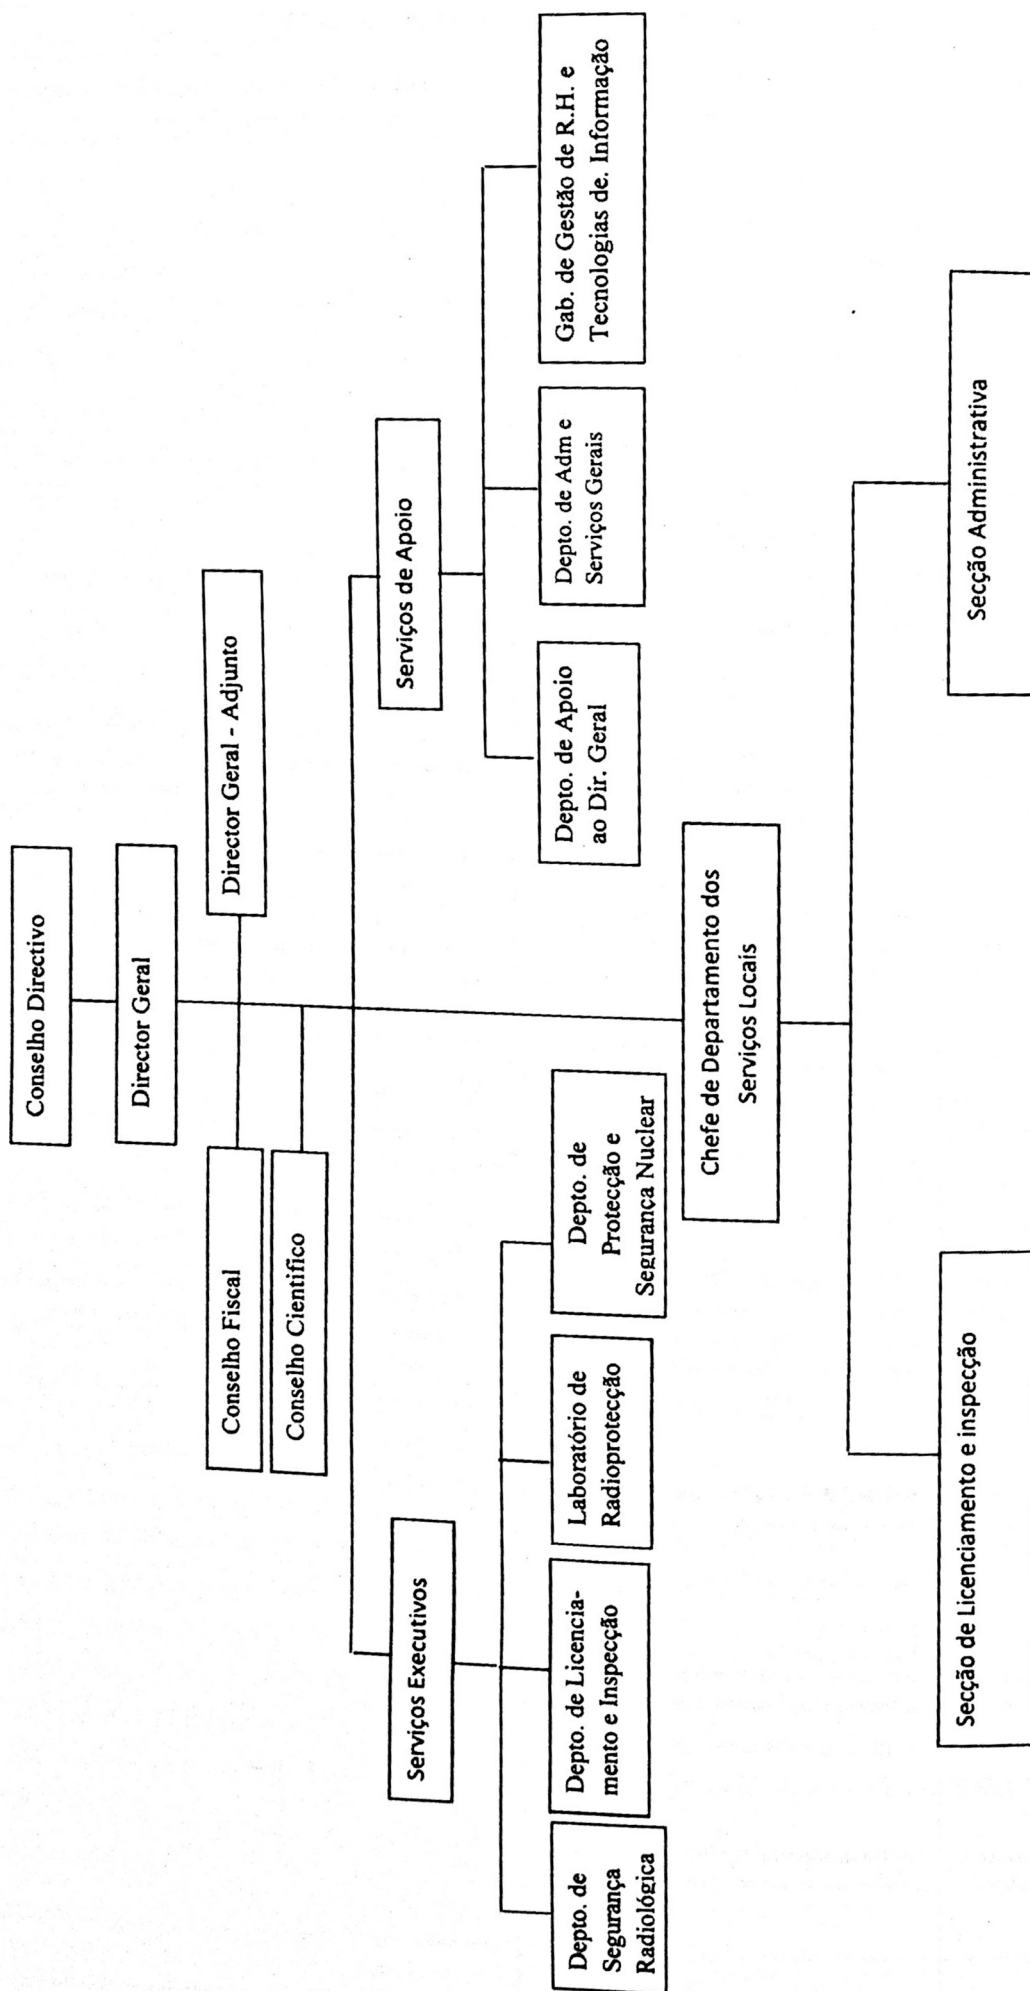 Conselho Directivo
Director Geral
Conselho Fiscal
Director Geral - Adjunto
Conselho Cientifico
Serviços Executivos
Serviços de Apoio
Depto. de
Segurança
Radiológica
Depto. de Licencia-
mento e Inspecção
Laboratório de
Radioprotecção
Depto. de
Protecção e
Segurança Nuclear
Depto. de Apoio
ao Dir. Geral
Depto. de Adm e
Serviços Gerais
Gab. de Gestão de R.H. e
Tecnologias de. Informação
Chefe de Departamento dos
Serviços Locais
Secção de Licenciamento e inspecção
Secção Administrativa